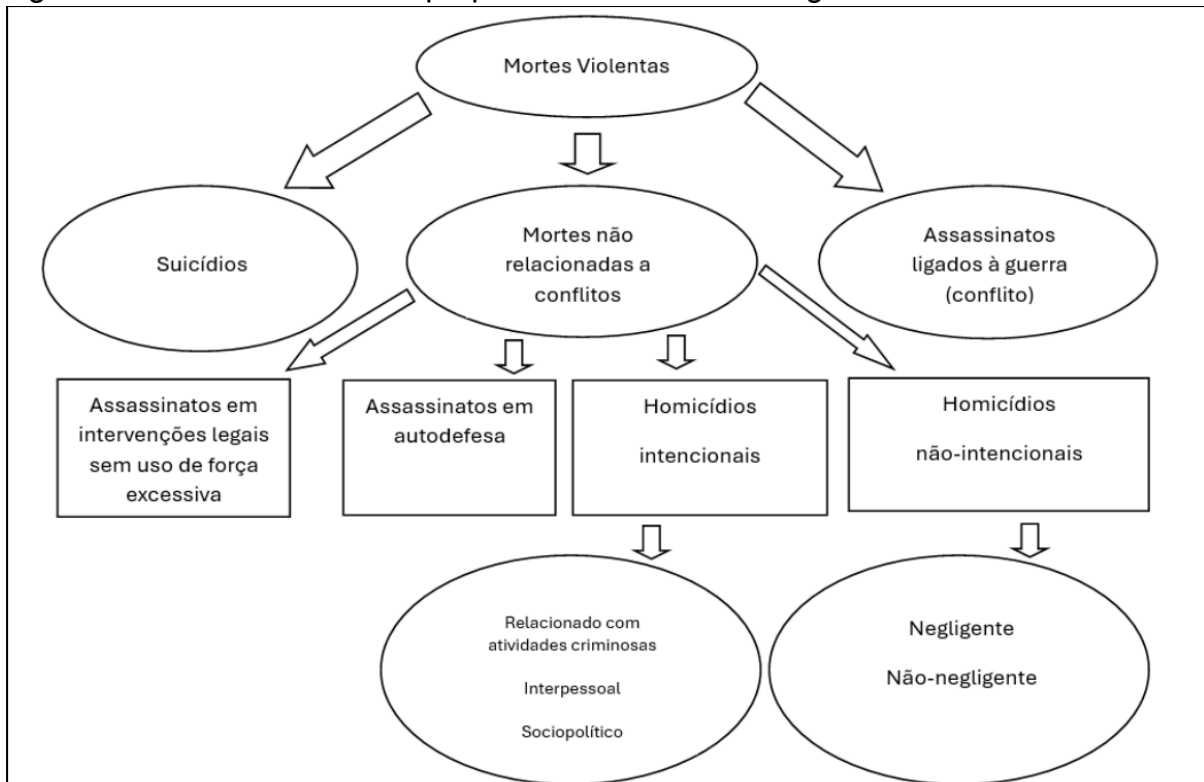 Mortes Violentas
Suicídios
Mortes não
relacionadas a
conflitos
Assassinatos
ligados à guerra
(conflito)
Assassinatos em
intervenções legais
sem uso de força
excessiva
Assassinatos em
autodefesa
Homicídios
intencionais
Homicídios
não-intencionais
Relacionado com
atividades criminosas
Interpessoal
Sociopolítico
Negligente
Não-negligente